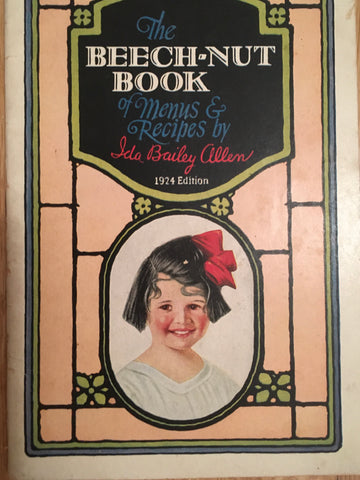 The
BEECH-NUT
BOOK
of Menus &
Recipes by
Ida Bailey Allen
1924 Edition